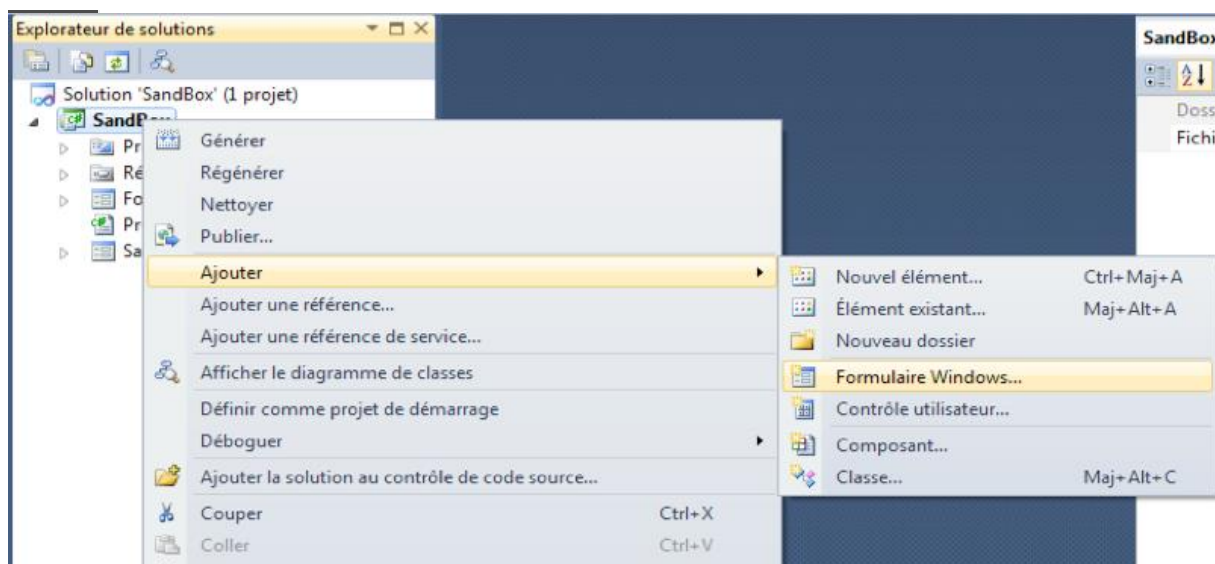 Explorateur de solutions
Solution 'SandBox' (1 projet)
SandB
Pr
Ré
Fo
Pr
Sa
Générer
Régénérer
Nettoyer
Publier...
Ajouter
Ajouter une référence...
Ajouter une référence de service...
Afficher le diagramme de classes
Définir comme projet de démarrage
Déboguer
Ajouter la solution au contrôle de code source...
Couper Ctrl+X
Coller Ctrl+V
Nouvel élément... Ctrl+Maj+A
Élément existant... Maj+Alt+A
Nouveau dossier
Formulaire Windows...
Contrôle utilisateur...
Composant...
Classe... Maj+Alt+C
SandBox
Doss
Fichi